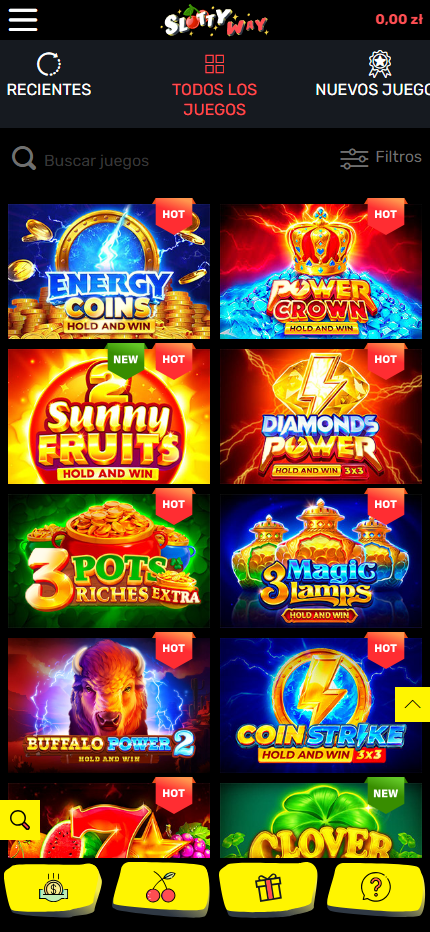 SLOTTY WAY
0,00 zł
RECIENTES
TODOS LOS
JUEGOS
NUEVOS JUEGO
Buscar juegos
Filtros
HOT
HOT
ENERGY
COINS
HOLD AND WIN
POWER
CROWN
HOLD AND WIN
NEW
HOT
HOT
2
Sunny
FRUITS
HOLD AND WIN
DIAMONDS
POWER
HOLD AND WIN 3X3
HOT
HOT
3 POTS
RICHES EXTRA
3 Magic
Lamps
HOLD AND WIN
HOT
HOT
BUFFALO POWER 2
HOLD AND WIN
COIN STRIKE
HOLD AND WIN 3X3
HOT
NEW
7
CLOVER